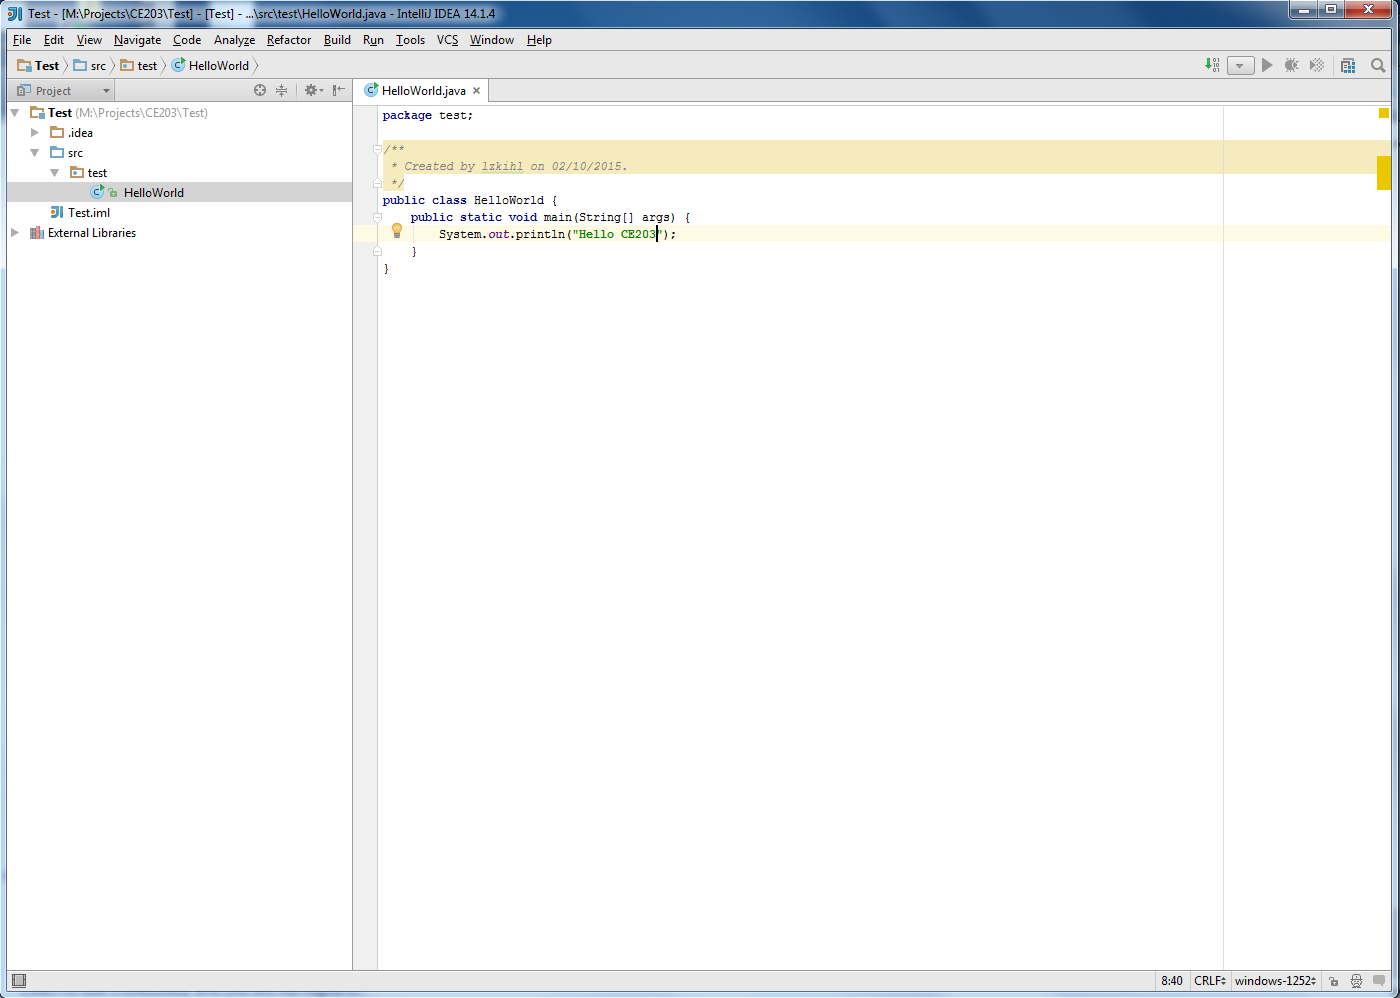 Test - [M:\Projects\CE203\Test] - [Test] - ...\src\test\HelloWorld.java - IntelliJ IDEA 14.1.4
File Edit View Navigate Code Analyze Refactor Build Run Tools VCS Window Help
Test src test HelloWorld
Project
HelloWorld.java
Test (M:\Projects\CE203\Test)
.idea
src
test
HelloWorld
Test.iml
External Libraries
package test;
/**
* Created by lzkihl on 02/10/2015.
*/
public class HelloWorld {
public static void main(String[] args) {
System.out.println("Hello CE203");
}
}
8:40 CRLF windows-1252